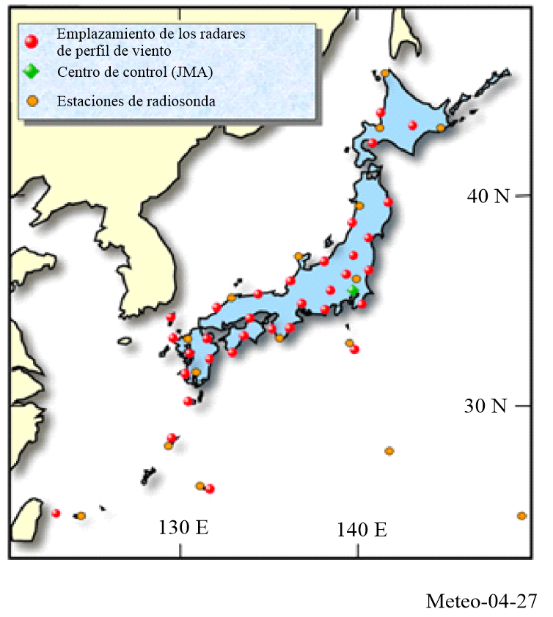 Emplazamiento de los radares
de perfil de viento
Centro de control (JMA)
Estaciones de radiosonda
40 N
30 N
130 E
140 E
Meteo-04-27